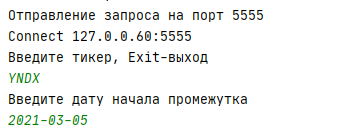 Отправление запроса на порт 5555
Connect 127.0.0.60:5555
Введите тикер, Exit-выход
YNDX
Введите дату начала промежутка
2021-03-05